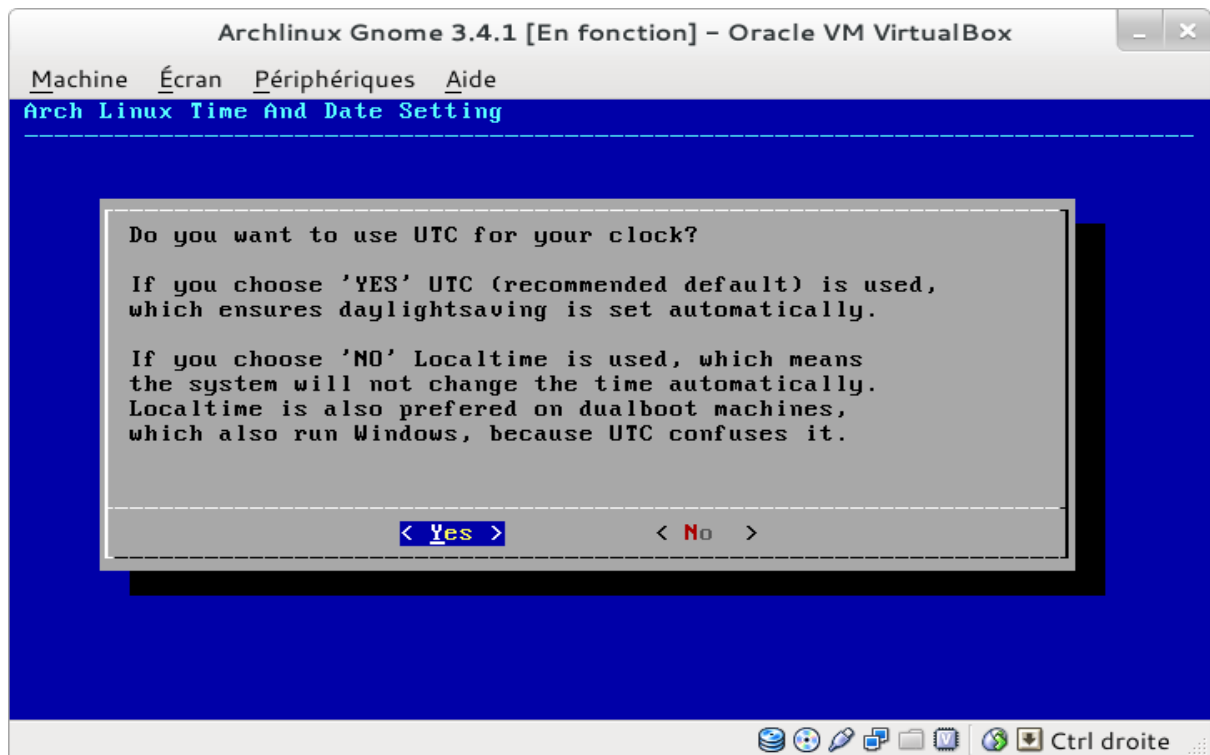 Archlinux Gnome 3.4.1 [En fonction] - Oracle VM VirtualBox
Machine Écran Périphériques Aide
Arch Linux Time And Date Setting
Do you want to use UTC for your clock?
If you choose 'YES' UTC (recommended default) is used,
which ensures daylightsaving is set automatically.
If you choose 'NO' Localtime is used, which means
the system will not change the time automatically.
Localtime is also prefered on dualboot machines,
which also run Windows, because UTC confuses it.
< Yes > < No >
Ctrl droite